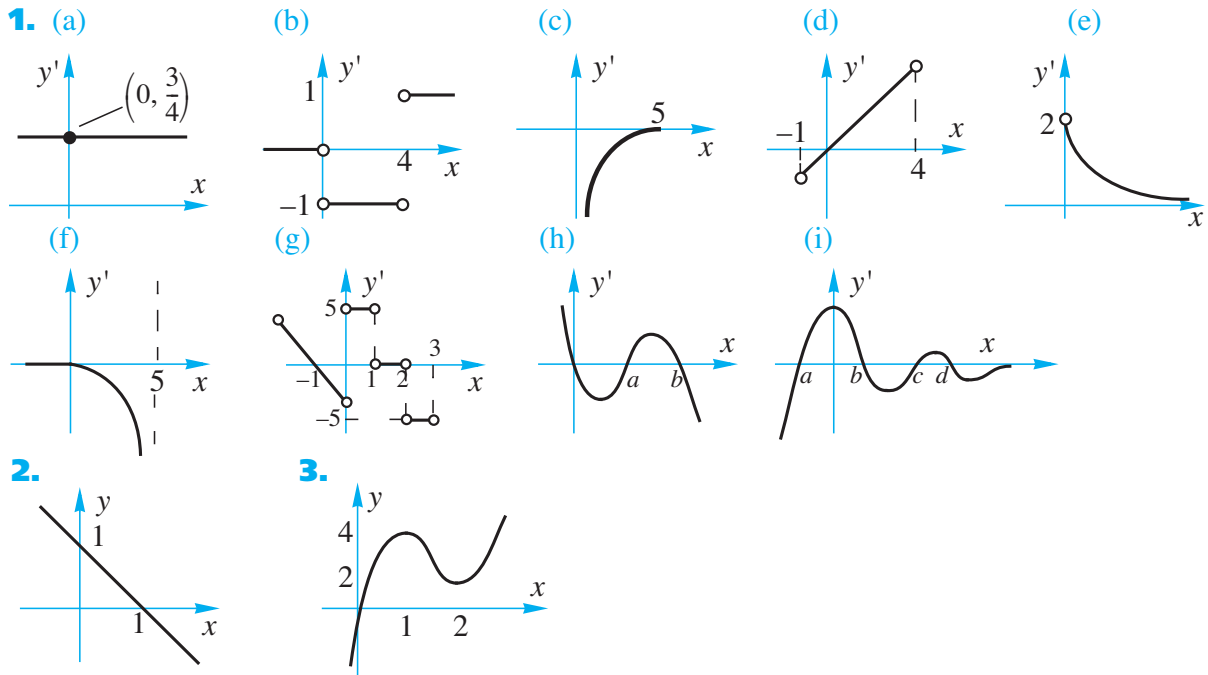 1. (a) (b) (c) (d) (e)
y' (0, 3/4) x
y' 1 4 x –1
5 y' x
y' –1 x 4
y' 2 x
(f) (g) (h) (i)
y' 5 x
y' 5 3 –1 1 2 x –5
y' x a b
y' x a b c d
2. 3.
y 1 1 x
y 4 2 x 1 2